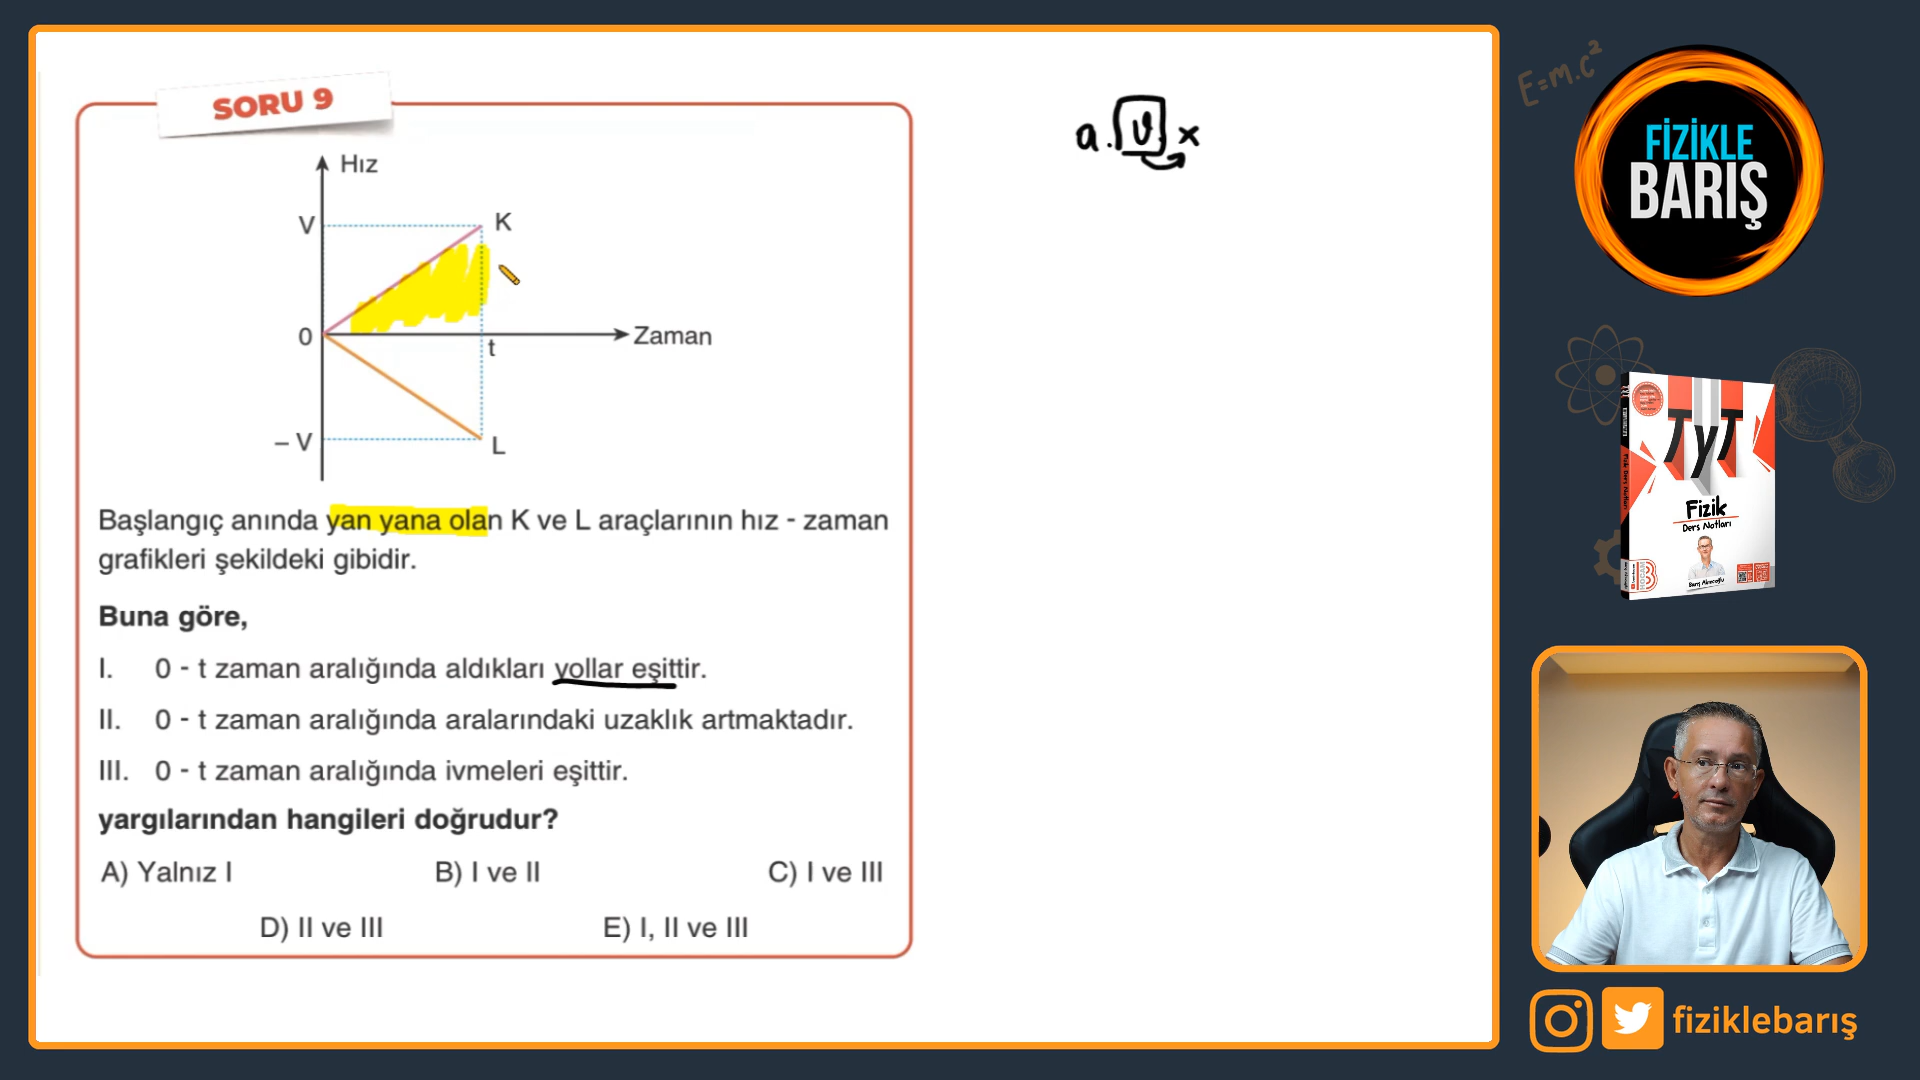 SORU 9
Hız
V
K
0
t
Zaman
– V
L
Başlangıç anında yan yana olan K ve L araçlarının hız - zaman
grafikleri şekildeki gibidir.
Buna göre,
I. 0 - t zaman aralığında aldıkları yollar eşittir.
II. 0 - t zaman aralığında aralarındaki uzaklık artmaktadır.
III. 0 - t zaman aralığında ivmeleri eşittir.
yargılarından hangileri doğrudur?
A) Yalnız I B) I ve II C) I ve III
D) II ve III E) I, II ve III
a.v.x
E=m.c²
FİZİKLE
BARIŞ
TYT
Fizik
Ders Notları
fiziklebarış